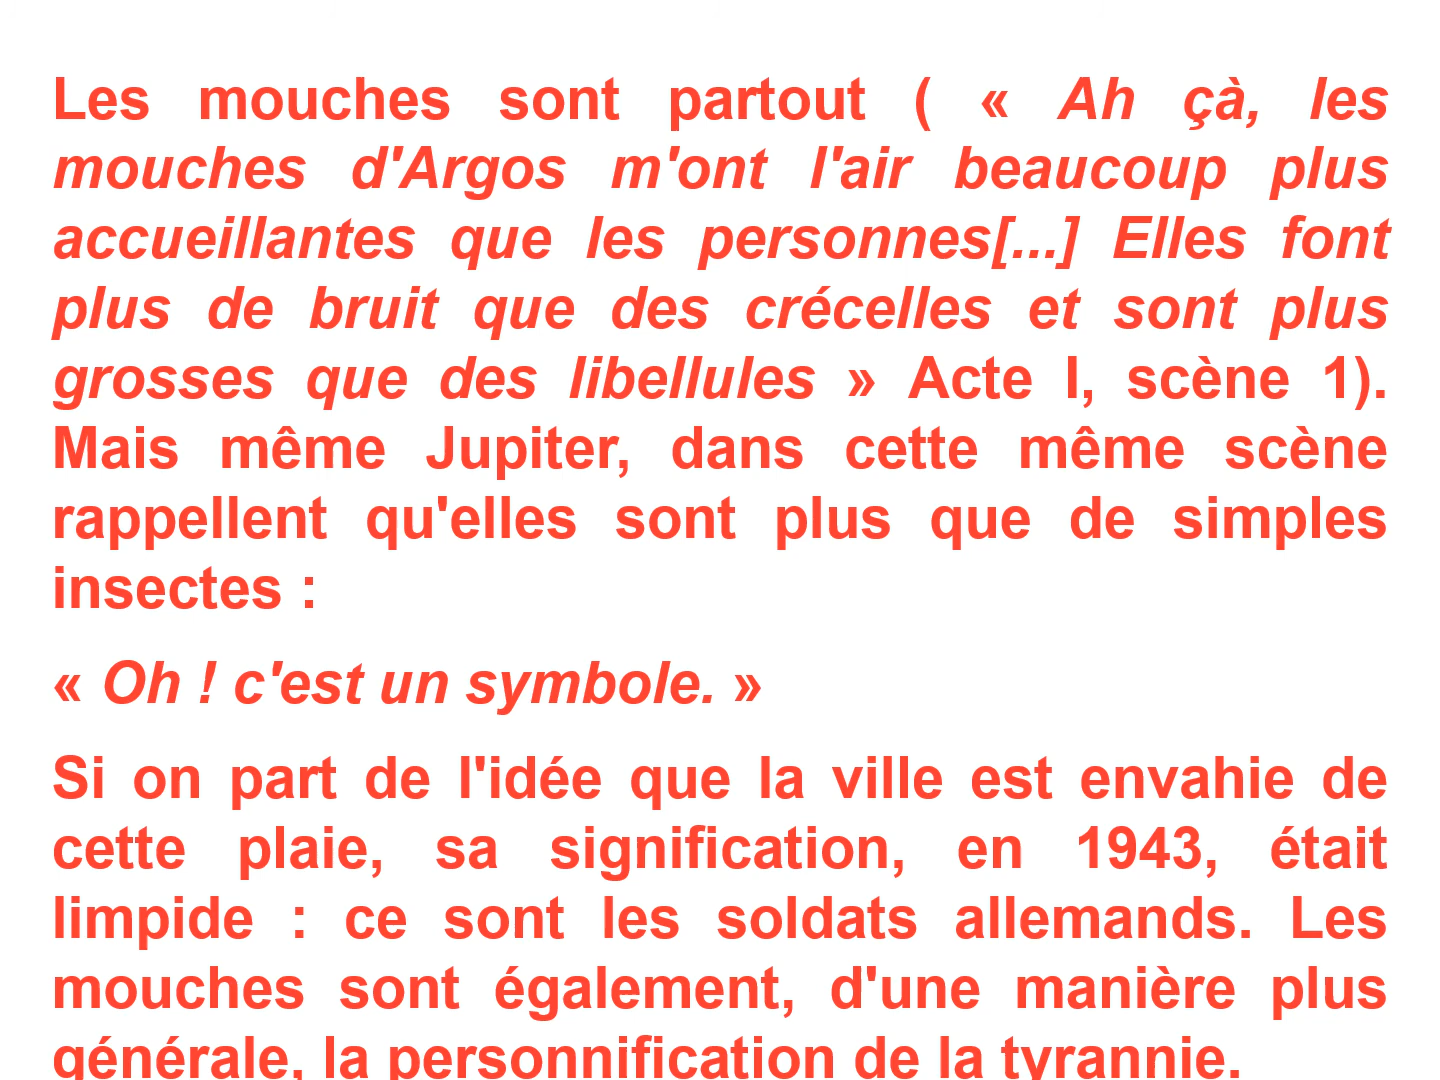 Les mouches sont partout ( « Ah çà, les
mouches d'Argos m'ont l'air beaucoup plus
accueillantes que les personnes[...] Elles font
plus de bruit que des crécelles et sont plus
grosses que des libellules » Acte I, scène 1).
Mais même Jupiter, dans cette même scène
rappellent qu'elles sont plus que de simples
insectes :
« Oh ! c'est un symbole. »
Si on part de l'idée que la ville est envahie de
cette plaie, sa signification, en 1943, était
limpide : ce sont les soldats allemands. Les
mouches sont également, d'une manière plus
générale, la personnification de la tyrannie.